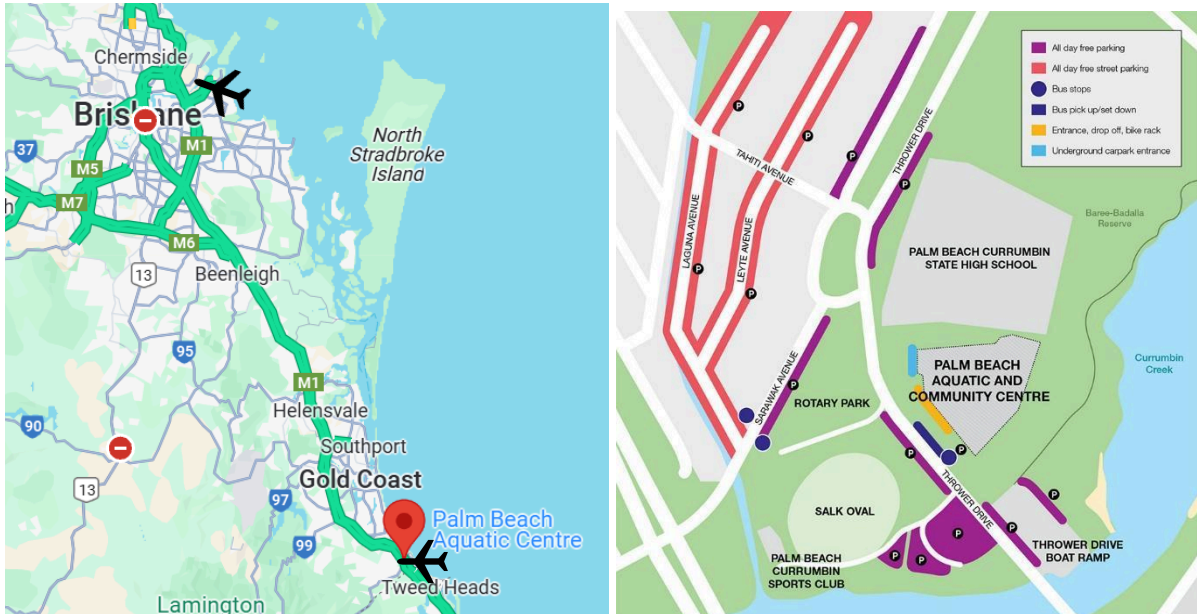 Chermside
Brisbane
North
Stradbroke
Island
37
M5
M1
M7
h
M6
13
Beenleigh
95
M1
Helensvale
90
Southport
Gold Coast
13
97
Palm Beach
Aquatic Centre
99
Tweed Heads
Lamington
All day free parking
All day free street parking
Bus stops
Bus pick up/set down
Entrance, drop off, bike rack
Underground carpark entrance
P
P
P
THROWER DRIVE
TAHITI AVENUE
P
Baree-Badalia
Reserve
LAGUNA AVENUE
LEYTE AVENUE
PALM BEACH CURRUMBIN
STATE HIGH SCHOOL
P
P
P
SARAWAK AVENUE
PALM BEACH
AQUATIC AND
COMMUNITY CENTRE
Currumbin
Creek
ROTARY PARK
P
P
THROWER DRIVE
SALK OVAL
P
P
P
P
P
THROWER DRIVE
BOAT RAMP
PALM BEACH
CURRUMBIN
SPORTS CLUB